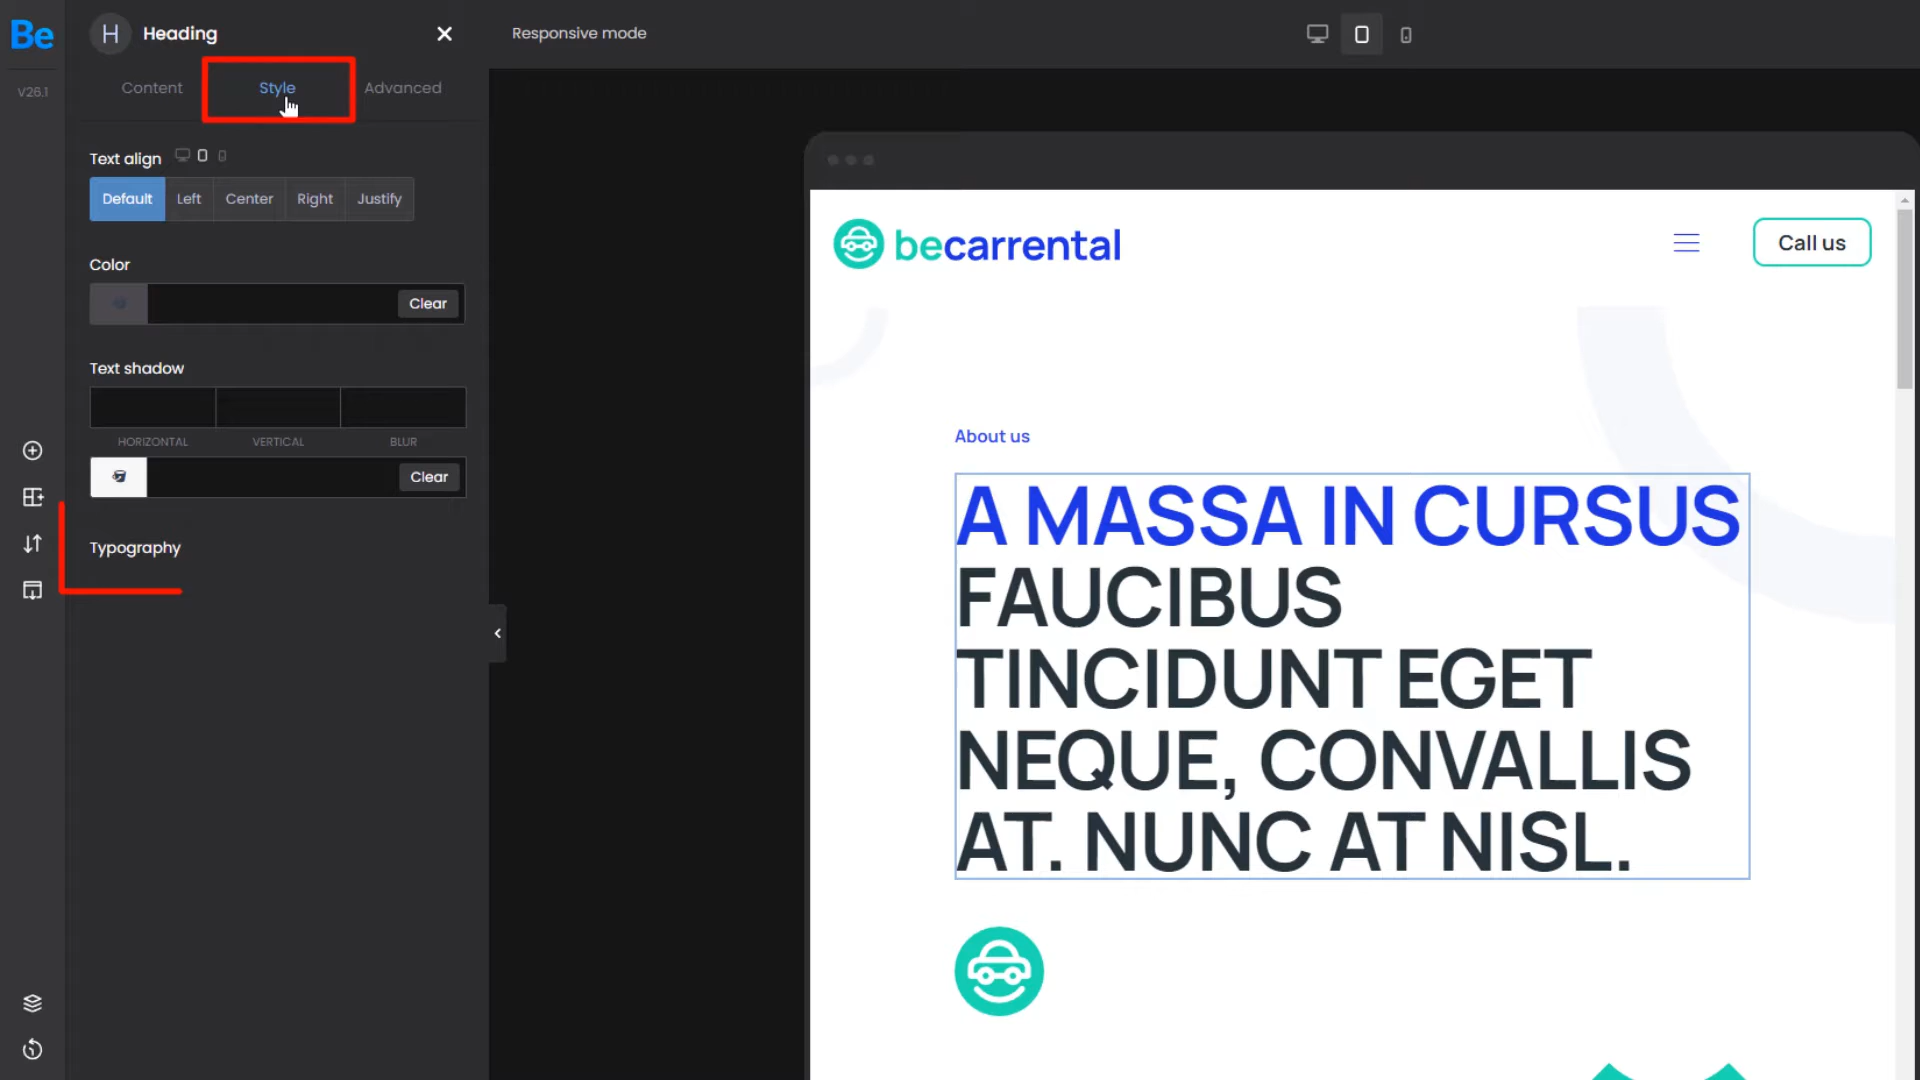 Be
V26.1
H
Heading
Content
Style
Advanced
Text align
Default
Left
Center
Right
Justify
Color
Clear
Text shadow
HORIZONTAL
VERTICAL
BLUR
Clear
Typography
Responsive mode
becarrental
Call us
About us
A MASSA IN CURSUS
FAUCIBUS
TINCIDUNT EGET
NEQUE, CONVALLIS
AT. NUNC AT NISL.